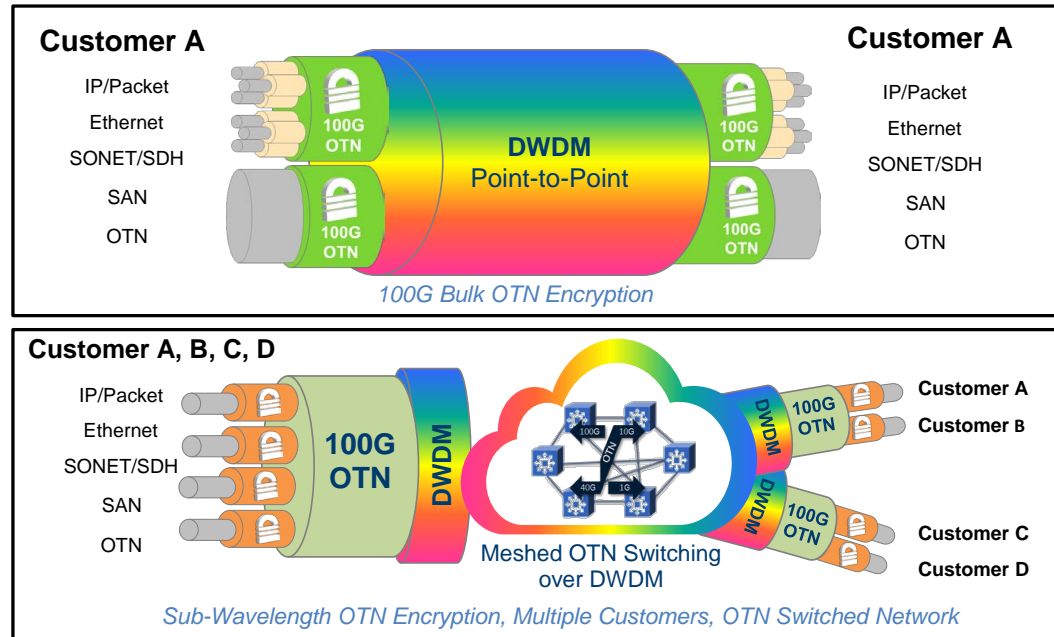 Customer A
IP/Packet
Ethernet
SONET/SDH
SAN
OTN
100G
OTN
100G
OTN
DWDM
Point-to-Point
100G
OTN
100G
OTN
Customer A
IP/Packet
Ethernet
SONET/SDH
SAN
OTN
100G Bulk OTN Encryption
Customer A, B, C, D
IP/Packet
Ethernet
SONET/SDH
SAN
OTN
100G
OTN
DWDM
100G
10G
OTN
40G
1G
Meshed OTN Switching
over DWDM
DWDM
100G
OTN
DWDM
100G
OTN
Customer A
Customer B
Customer C
Customer D
Sub-Wavelength OTN Encryption, Multiple Customers, OTN Switched Network